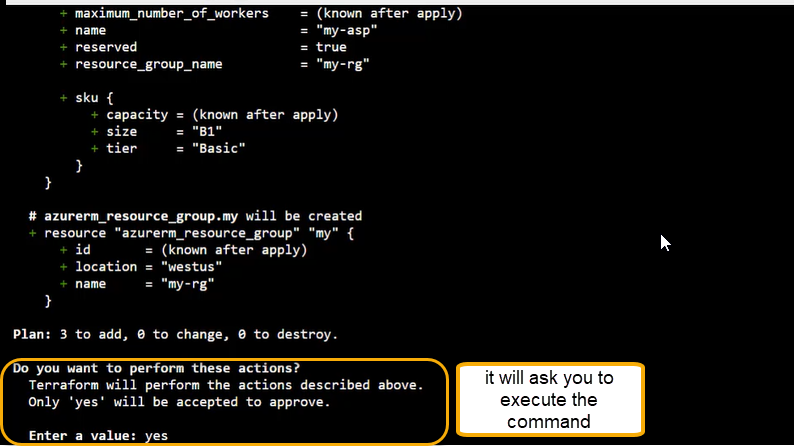 + maximum_number_of_workers    = (known after apply)
+ name                         = "my-asp"
+ reserved                     = true
+ resource_group_name          = "my-rg"
+ sku {
+ capacity = (known after apply)
+ size     = "B1"
+ tier     = "Basic"
}
}
# azurerm_resource_group.my will be created
+ resource "azurerm_resource_group" "my" {
+ id       = (known after apply)
+ location = "westus"
+ name     = "my-rg"
}
Plan: 3 to add, 0 to change, 0 to destroy.
Do you want to perform these actions?
Terraform will perform the actions described above.
Only 'yes' will be accepted to approve.
Enter a value: yes
it will ask you to
execute the
command